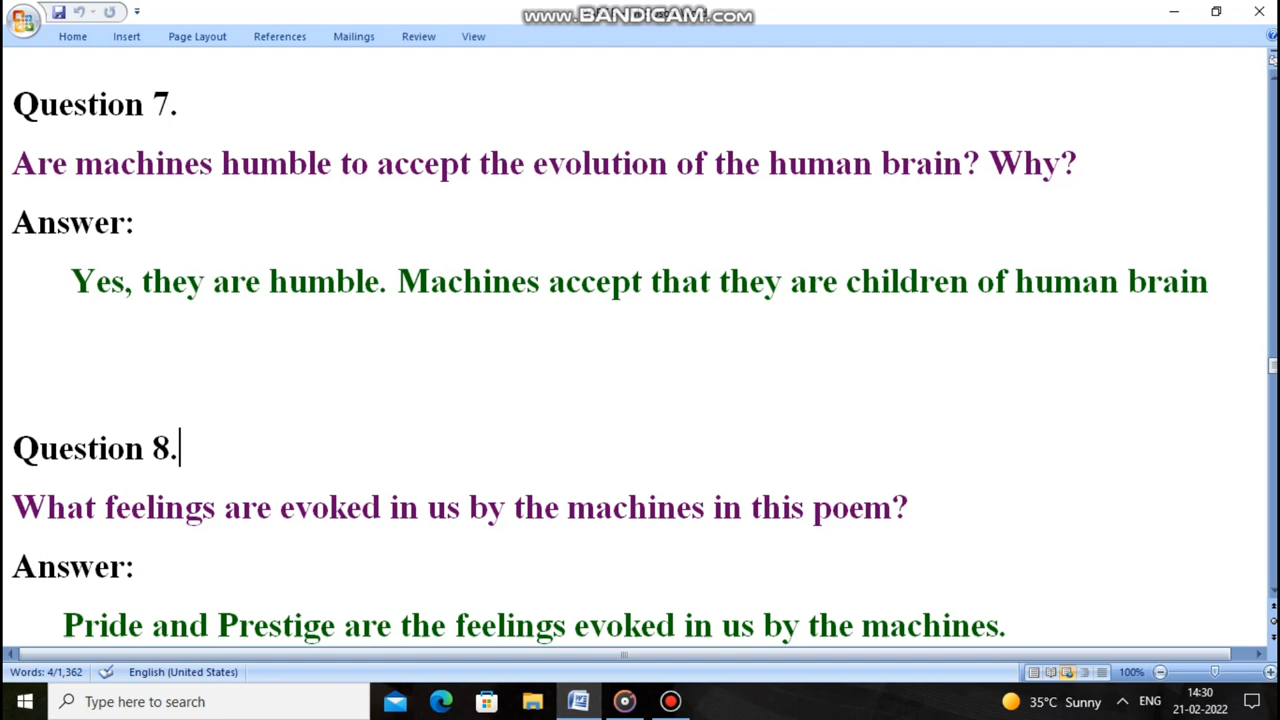 www.BANDICAM.com
Home Insert Page Layout References Mailings Review View
Question 7.
Are machines humble to accept the evolution of the human brain? Why?
Answer:
Yes, they are humble. Machines accept that they are children of human brain
Question 8.
What feelings are evoked in us by the machines in this poem?
Answer:
Pride and Prestige are the feelings evoked in us by the machines.
Words: 4/1,362 English (United States) 100%
Type here to search 35°C Sunny ENG 14:30
21-02-2022